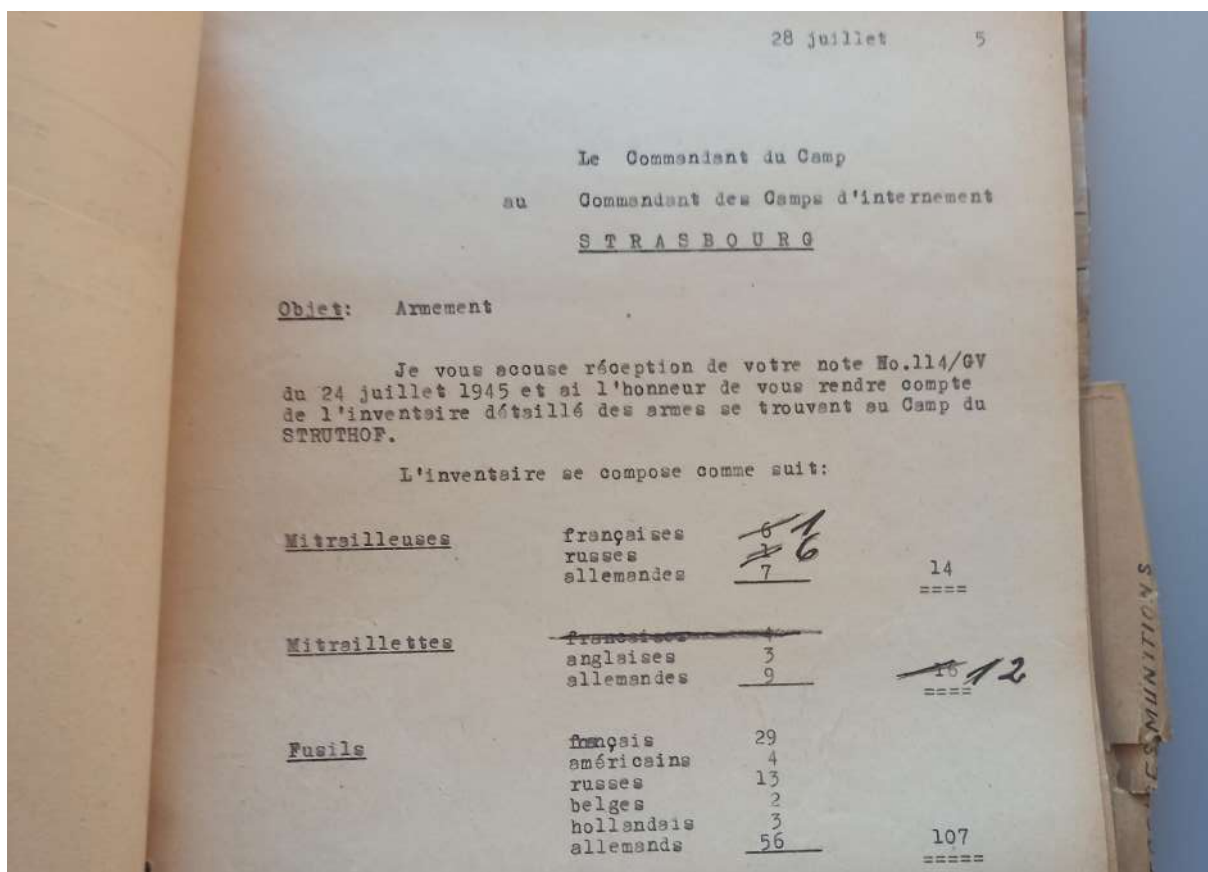 28 juillet 5
Le Commandant du Camp
au Commandant des Camps d'internement
STRASBOURG
Objet: Armement
Je vous accuse réception de votre note No.114/GV
du 24 juillet 1945 et ai l'honneur de vous rendre compte
de l'inventaire détaillé des armes se trouvant au Camp du
STRUTHOF.
L'inventaire se compose comme suit:
Mitrailleuses françaises 6 1
russes 1 6
allemandes 7 14
====
Mitraillettes françaises 4
anglaises 3
allemandes 9 16 12
====
Fusils français 29
américains 4
russes 13
belges 2
hollandais 3
allemands 56 107
=====
ES MUNITIONS